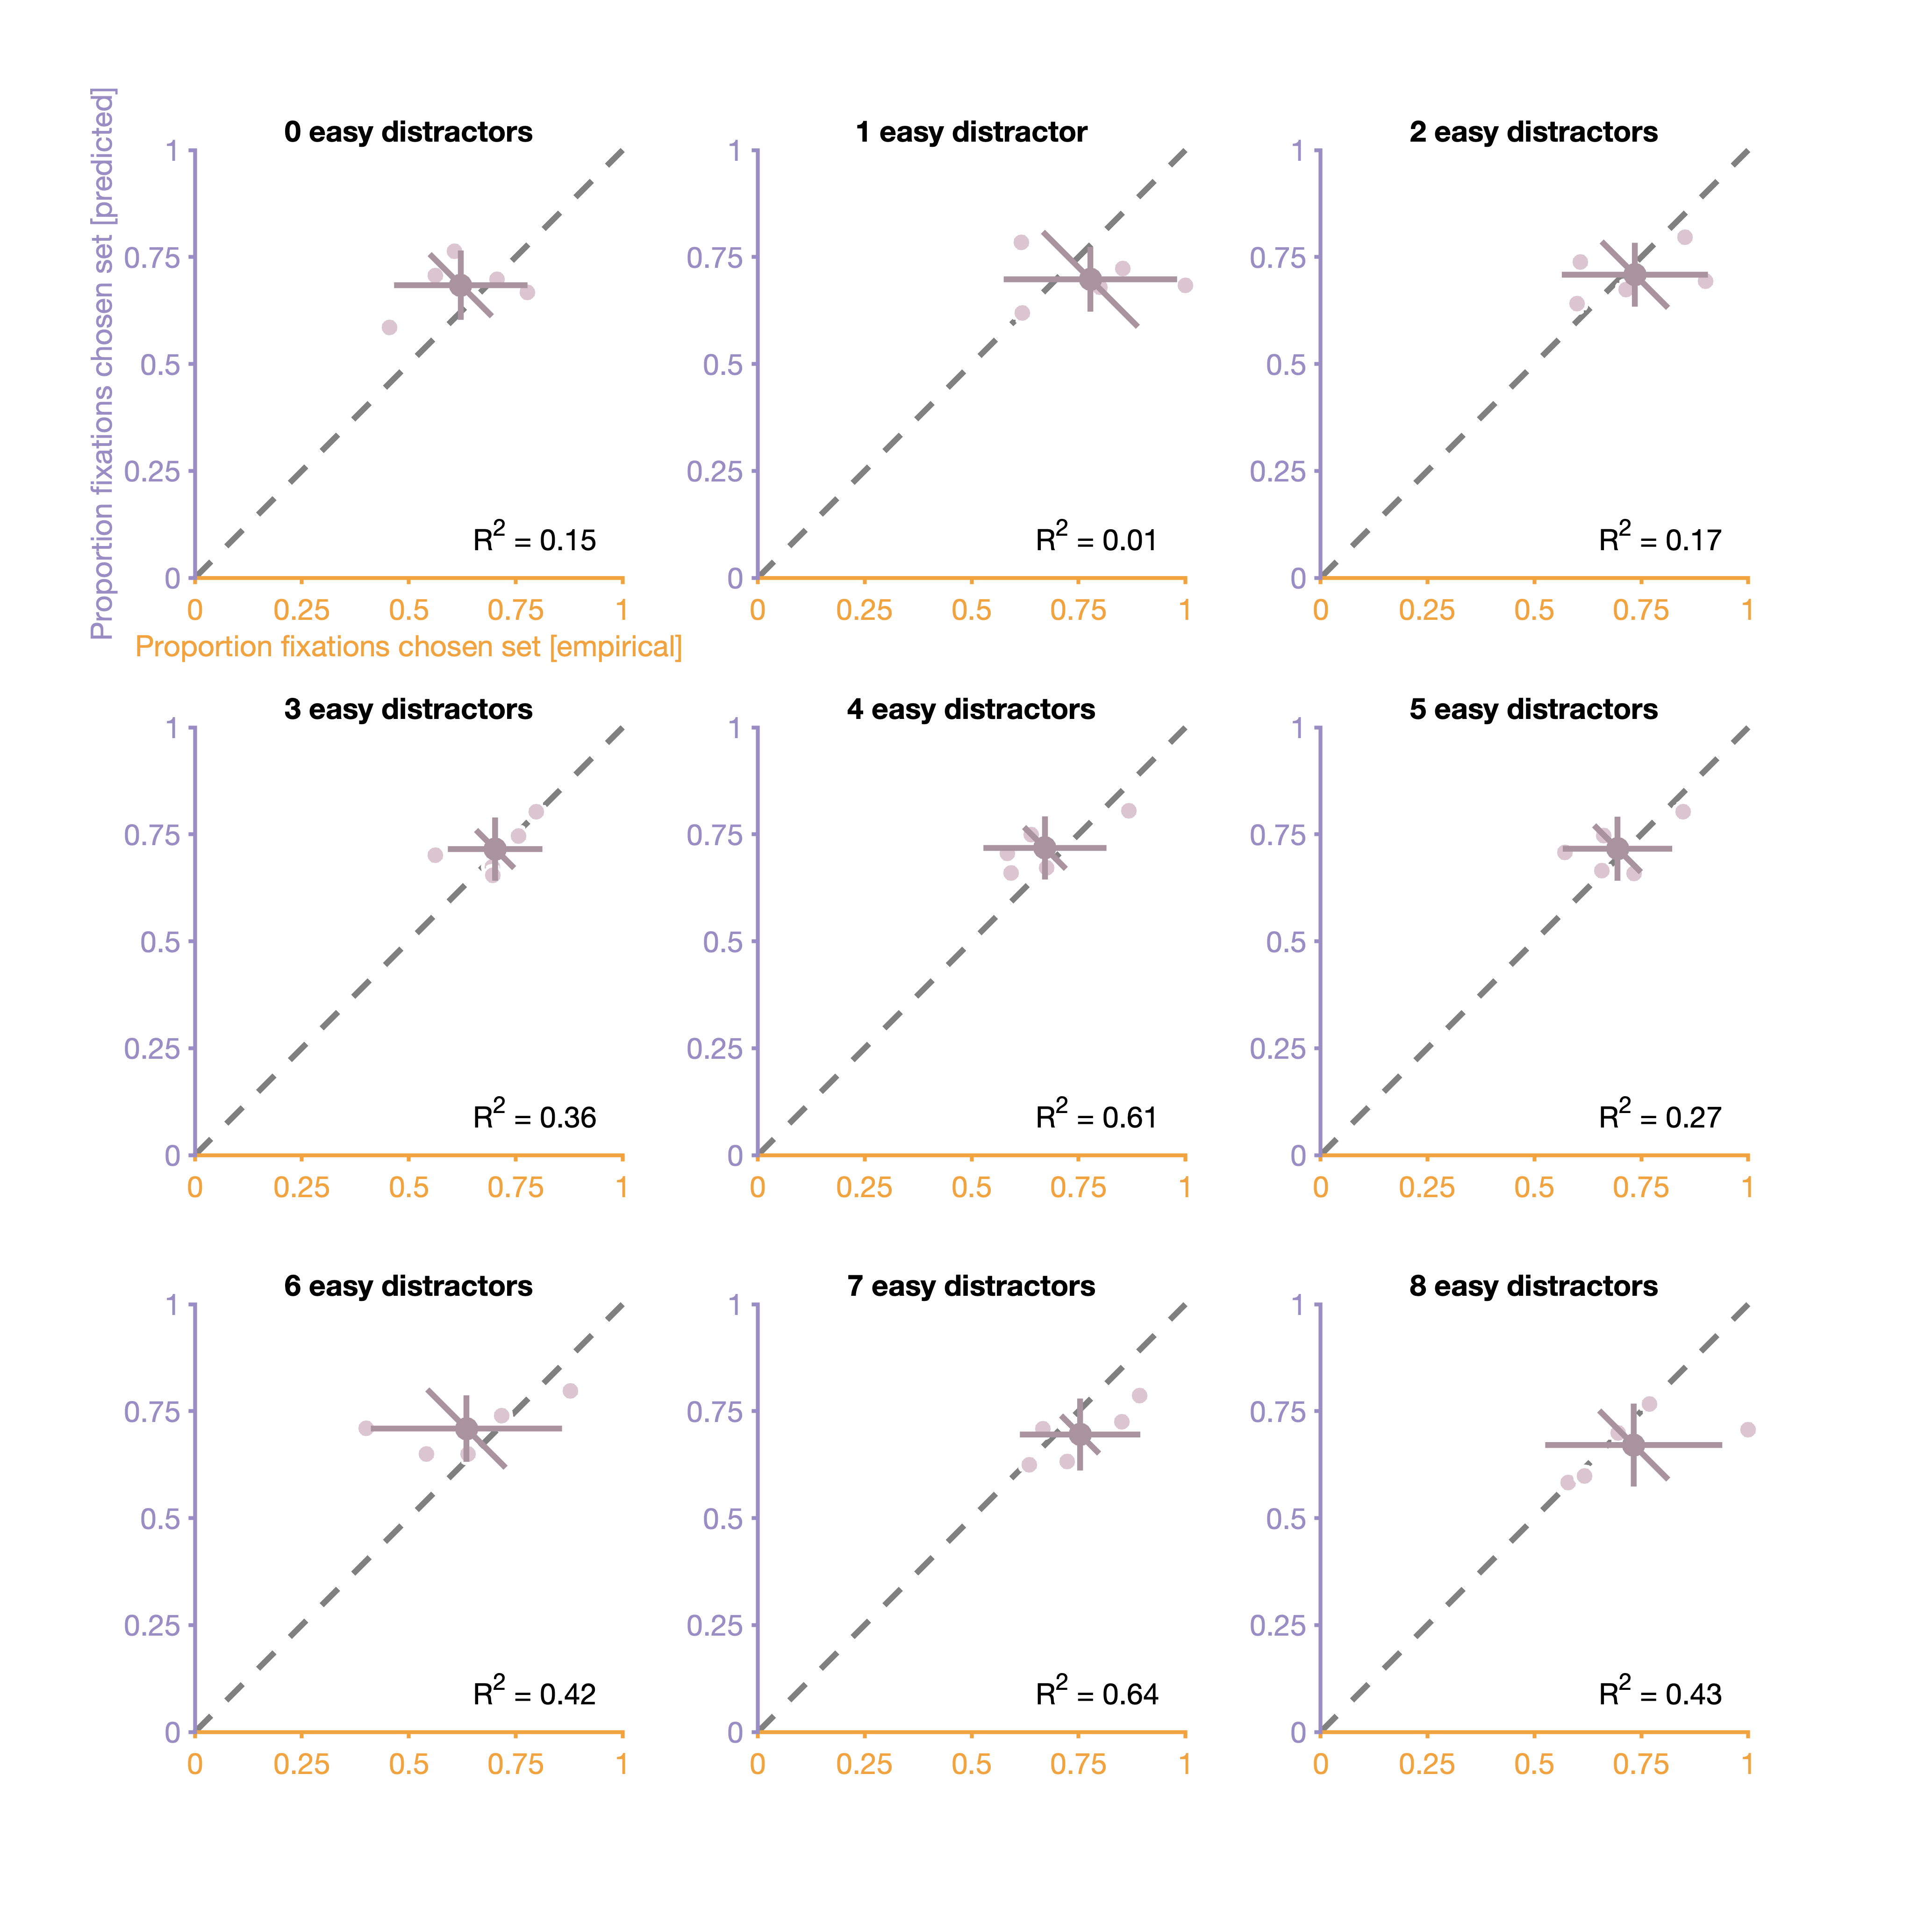 Proportion fixations chosen set [predicted]
0 easy distractors
1
0.75
0.5
0.25
0
R2 = 0.15
0 0.25 0.5 0.75 1
Proportion fixations chosen set [empirical]
1 easy distractor
1
0.75
0.5
0.25
0
R2 = 0.01
0 0.25 0.5 0.75 1
2 easy distractors
1
0.75
0.5
0.25
0
R2 = 0.17
0 0.25 0.5 0.75 1
3 easy distractors
1
0.75
0.5
0.25
0
R2 = 0.36
0 0.25 0.5 0.75 1
4 easy distractors
1
0.75
0.5
0.25
0
R2 = 0.61
0 0.25 0.5 0.75 1
5 easy distractors
1
0.75
0.5
0.25
0
R2 = 0.27
0 0.25 0.5 0.75 1
6 easy distractors
1
0.75
0.5
0.25
0
R2 = 0.42
0 0.25 0.5 0.75 1
7 easy distractors
1
0.75
0.5
0.25
0
R2 = 0.64
0 0.25 0.5 0.75 1
8 easy distractors
1
0.75
0.5
0.25
0
R2 = 0.43
0 0.25 0.5 0.75 1